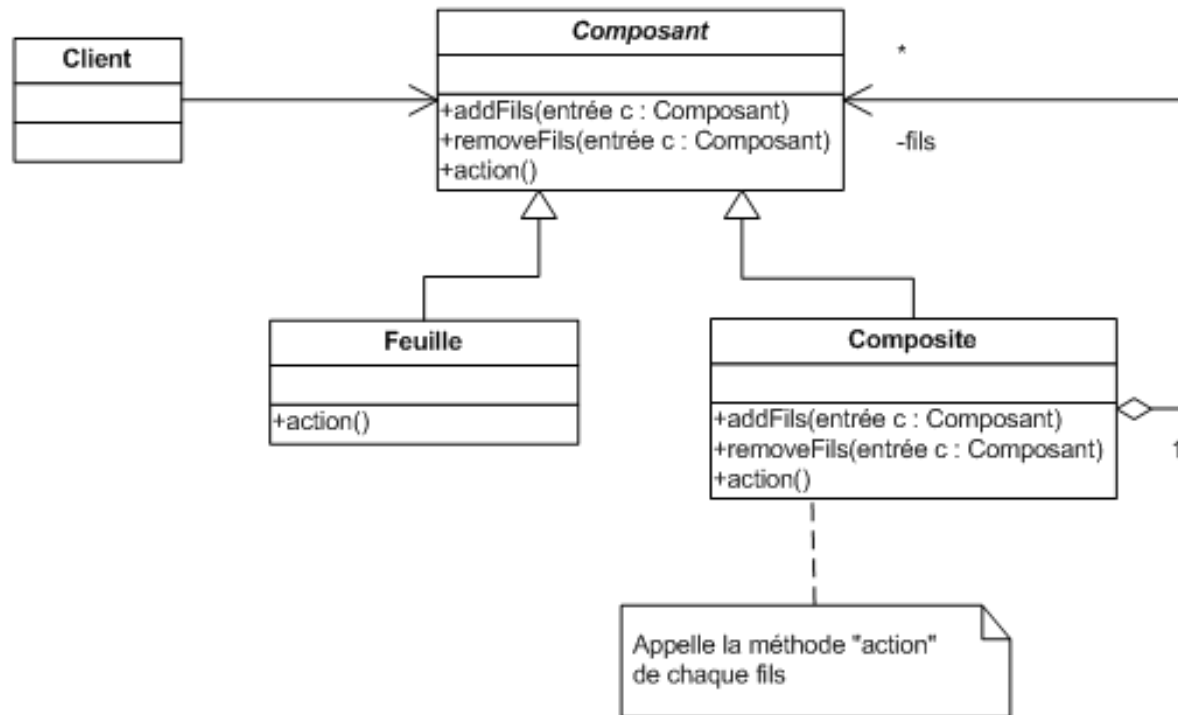 Composant
Client
*
+addFils(entrée c : Composant)
+removeFils(entrée c : Composant)
+action()
-fils
Feuille
+action()
Composite
+addFils(entrée c : Composant)
+removeFils(entrée c : Composant)
+action()
Appelle la méthode "action"
de chaque fils